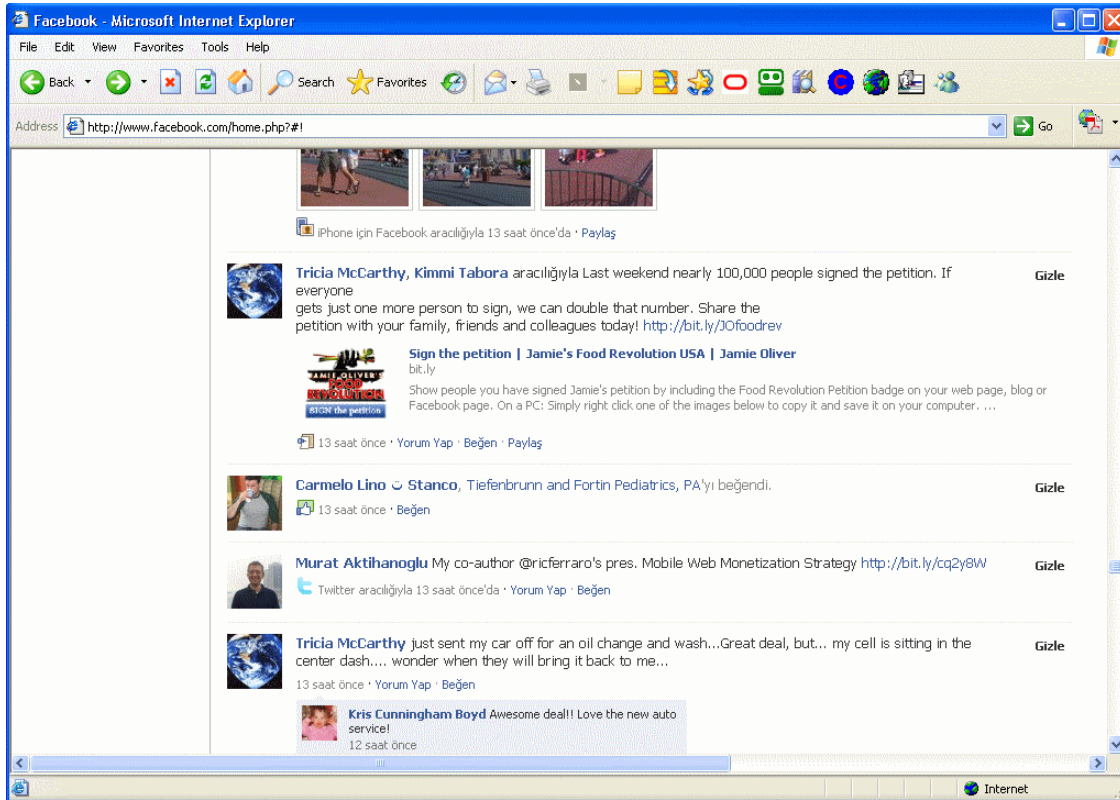 Facebook - Microsoft Internet Explorer
File Edit View Favorites Tools Help
Back Search Favorites
Address http://www.facebook.com/home.php?#! Go
iPhone için Facebook aracılığıyla 13 saat önce'da · Paylaş
Tricia McCarthy, Kimmi Tabora aracılığıyla Last weekend nearly 100,000 people signed the petition. If Gizle
everyone
gets just one more person to sign, we can double that number. Share the
petition with your family, friends and colleagues today! http://bit.ly/JOfoodrev
JAMIE OLIVER'S
FOOD
REVOLUTION
SIGN the petition
Sign the petition | Jamie's Food Revolution USA | Jamie Oliver
bit.ly
Show people you have signed Jamie's petition by including the Food Revolution Petition badge on your web page, blog or
Facebook page. On a PC: Simply right click one of the images below to copy it and save it on your computer. ...
13 saat önce · Yorum Yap · Beğen · Paylaş
Carmelo Lino ت Stanco, Tiefenbrunn and Fortin Pediatrics, PA'yı beğendi. Gizle
13 saat önce · Beğen
Murat Aktihanoglu My co-author @ricferraro's pres. Mobile Web Monetization Strategy http://bit.ly/cq2y8W Gizle
Twitter aracılığıyla 13 saat önce'da · Yorum Yap · Beğen
Tricia McCarthy just sent my car off for an oil change and wash...Great deal, but... my cell is sitting in the Gizle
center dash.... wonder when they will bring it back to me...
13 saat önce · Yorum Yap · Beğen
Kris Cunningham Boyd Awesome deal!! Love the new auto
service!
12 saat önce
Internet